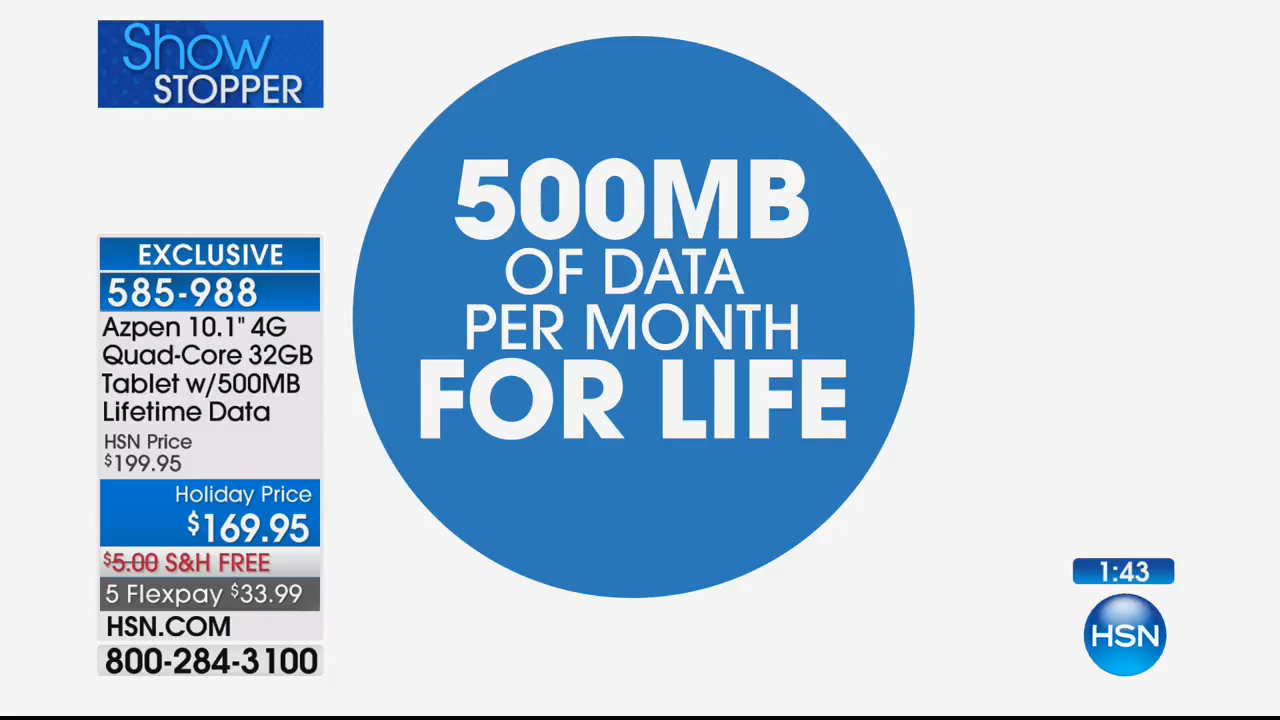 Show
STOPPER
500MB
OF DATA
PER MONTH
FOR LIFE
EXCLUSIVE
585-988
Azpen 10.1" 4G
Quad-Core 32GB
Tablet w/500MB
Lifetime Data
HSN Price
$199.95
Holiday Price
$169.95
$5.00 S&H FREE
5 Flexpay $33.99
HSN.COM
800-284-3100
1:43
HSN